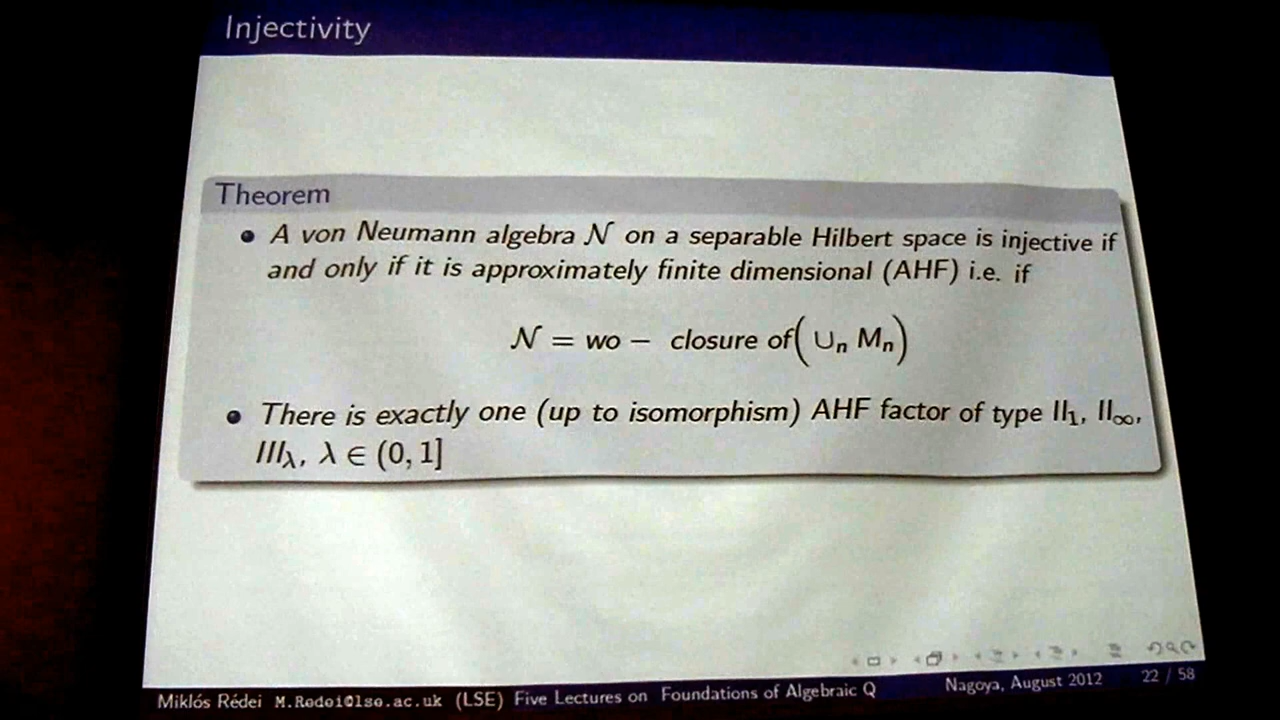 Injectivity
Theorem
• A von Neumann algebra 𝒩 on a separable Hilbert space is injective if
and only if it is approximately finite dimensional (AHF) i.e. if
𝒩 = wo − closure of(∪ₙ Mₙ)
• There is exactly one (up to isomorphism) AHF factor of type II₁, II∞,
III_λ, λ ∈ (0, 1]
Miklós Rédei M.Redei@lse.ac.uk (LSE) Five Lectures on Foundations of Algebraic Q Nagoya, August 2012 22 / 58